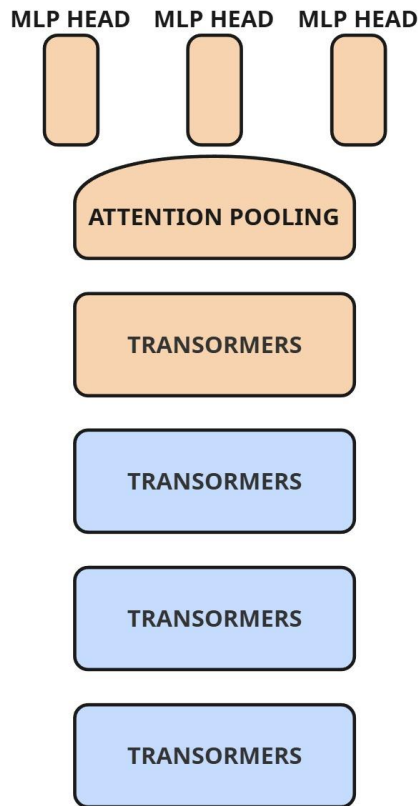 MLP HEAD MLP HEAD MLP HEAD
ATTENTION POOLING
TRANSORMERS
TRANSORMERS
TRANSORMERS
TRANSORMERS